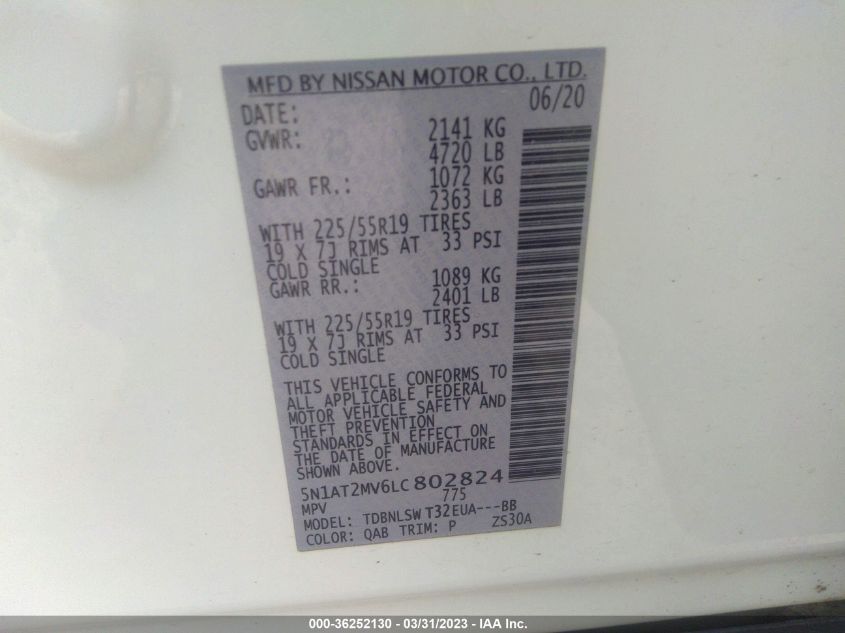 MFD BY NISSAN MOTOR CO., LTD.
DATE: 06/20
GVWR: 2141 KG
4720 LB
GAWR FR.: 1072 KG
2363 LB
WITH 225/55R19 TIRES
19 X 7J RIMS AT 33 PSI
COLD SINGLE
GAWR RR.: 1089 KG
2401 LB
WITH 225/55R19 TIRES
19 X 7J RIMS AT 33 PSI
COLD SINGLE
THIS VEHICLE CONFORMS TO
ALL APPLICABLE FEDERAL
MOTOR VEHICLE SAFETY AND
THEFT PREVENTION
STANDARDS IN EFFECT ON
THE DATE OF MANUFACTURE
SHOWN ABOVE.
5N1AT2MV6LC802824
MPV 775
MODEL: TDBNLSW T32EUA---BB
COLOR: QAB TRIM: P ZS30A
000-36252130 - 03/31/2023 - IAA Inc.